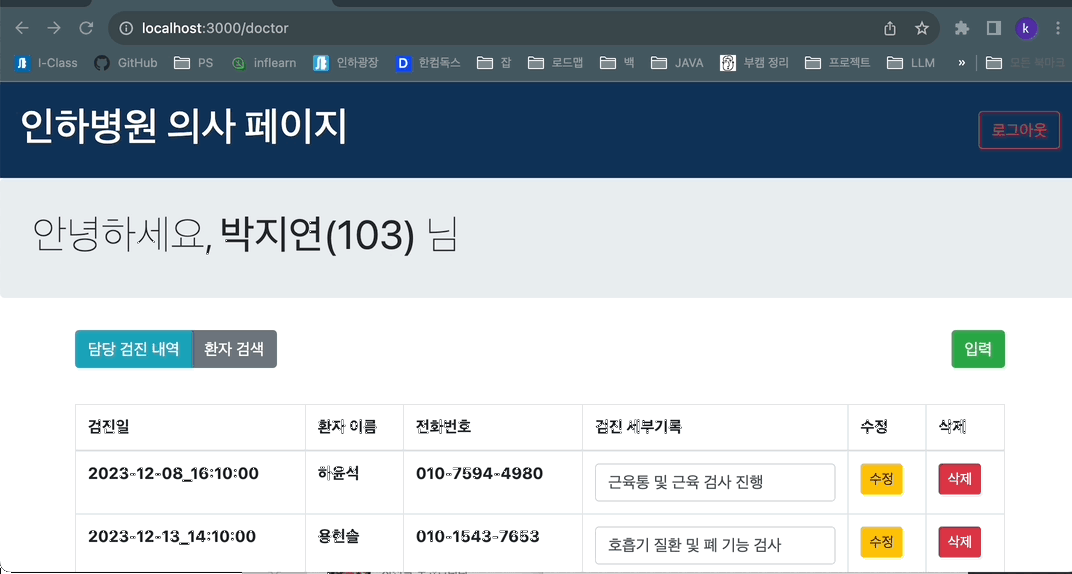 localhost:3000/doctor
k
I-Class GitHub PS inflearn 인하광장 D 한컴독스 잡 로드맵 백 JAVA 부캠 정리 프로젝트 LLM » 모든 북마크
인하병원 의사 페이지
로그아웃
안녕하세요, 박지연(103) 님
담당 검진 내역 환자 검색 입력
검진일 환자 이름 전화번호 검진 세부기록 수정 삭제
2023-12-08_16:10:00 하윤석 010-7594-4980 근육통 및 근육 검사 진행 수정 삭제
2023-12-13_14:10:00 용현슬 010-1543-7653 호흡기 질환 및 폐 기능 검사 수정 삭제